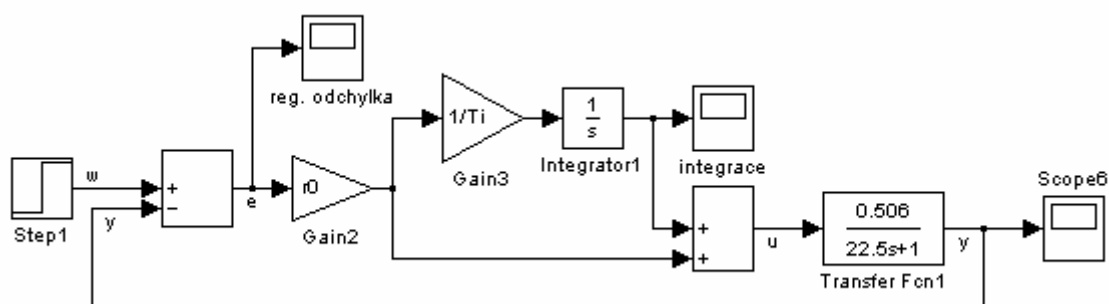 reg. odchylka
1/Ti
Gain3
1
s
Integrator1
integrace
Step1
w
y
+
−
e
r0
Gain2
+
+
u
0.506
22.5s+1
Transfer Fcn1
y
Scope6